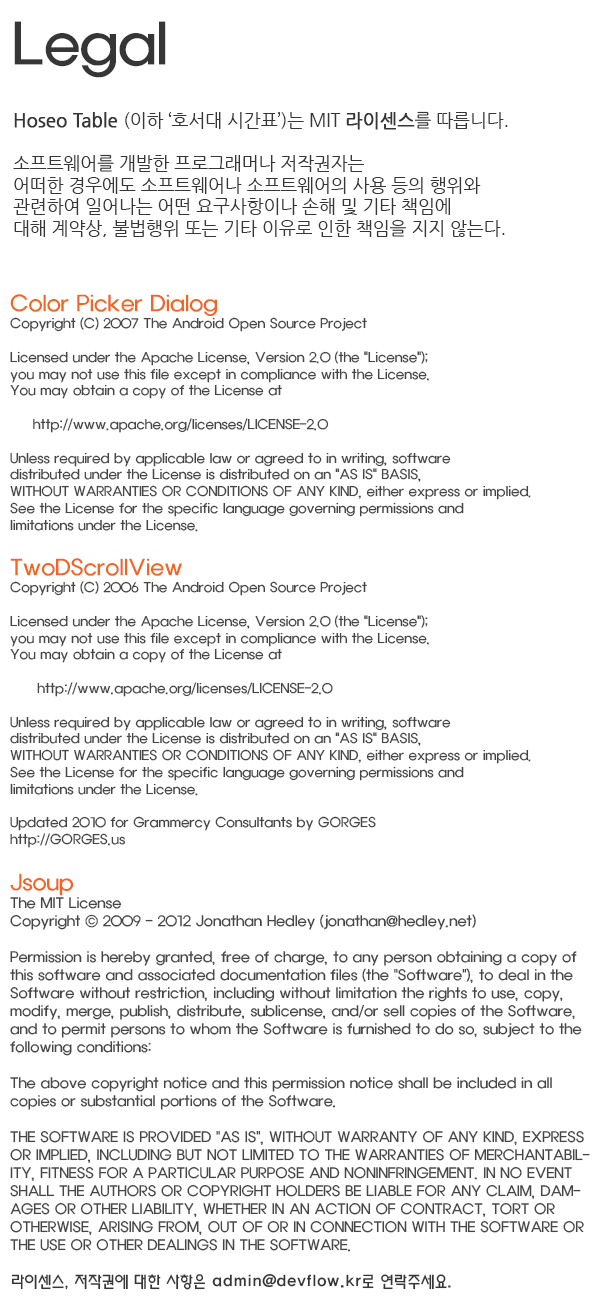 Legal
Hoseo Table (이하 ‘호서대 시간표’)는 MIT 라이센스를 따릅니다.
소프트웨어를 개발한 프로그래머나 저작권자는
어떠한 경우에도 소프트웨어나 소프트웨어의 사용 등의 행위와
관련하여 일어나는 어떤 요구사항이나 손해 및 기타 책임에
대해 계약상, 불법행위 또는 기타 이유로 인한 책임을 지지 않는다.
Color Picker Dialog
Copyright (C) 2007 The Android Open Source Project
Licensed under the Apache License, Version 2.0 (the "License");
you may not use this file except in compliance with the License.
You may obtain a copy of the License at
http://www.apache.org/licenses/LICENSE-2.0
Unless required by applicable law or agreed to in writing, software
distributed under the License is distributed on an "AS IS" BASIS,
WITHOUT WARRANTIES OR CONDITIONS OF ANY KIND, either express or implied.
See the License for the specific language governing permissions and
limitations under the License.
TwoDScrollView
Copyright (C) 2006 The Android Open Source Project
Licensed under the Apache License, Version 2.0 (the "License");
you may not use this file except in compliance with the License.
You may obtain a copy of the License at
http://www.apache.org/licenses/LICENSE-2.0
Unless required by applicable law or agreed to in writing, software
distributed under the License is distributed on an "AS IS" BASIS,
WITHOUT WARRANTIES OR CONDITIONS OF ANY KIND, either express or implied.
See the License for the specific language governing permissions and
limitations under the License.
Updated 2010 for Grammercy Consultants by GORGES
http://GORGES.us
Jsoup
The MIT License
Copyright © 2009 - 2012 Jonathan Hedley (jonathan@hedley.net)
Permission is hereby granted, free of charge, to any person obtaining a copy of
this software and associated documentation files (the "Software"), to deal in the
Software without restriction, including without limitation the rights to use, copy,
modify, merge, publish, distribute, sublicense, and/or sell copies of the Software,
and to permit persons to whom the Software is furnished to do so, subject to the
following conditions:
The above copyright notice and this permission notice shall be included in all
copies or substantial portions of the Software.
THE SOFTWARE IS PROVIDED "AS IS", WITHOUT WARRANTY OF ANY KIND, EXPRESS
OR IMPLIED, INCLUDING BUT NOT LIMITED TO THE WARRANTIES OF MERCHANTABIL-
ITY, FITNESS FOR A PARTICULAR PURPOSE AND NONINFRINGEMENT. IN NO EVENT
SHALL THE AUTHORS OR COPYRIGHT HOLDERS BE LIABLE FOR ANY CLAIM, DAM-
AGES OR OTHER LIABILITY, WHETHER IN AN ACTION OF CONTRACT, TORT OR
OTHERWISE, ARISING FROM, OUT OF OR IN CONNECTION WITH THE SOFTWARE OR
THE USE OR OTHER DEALINGS IN THE SOFTWARE.
라이센스, 저작권에 대한 사항은 admin@devflow.kr로 연락주세요.